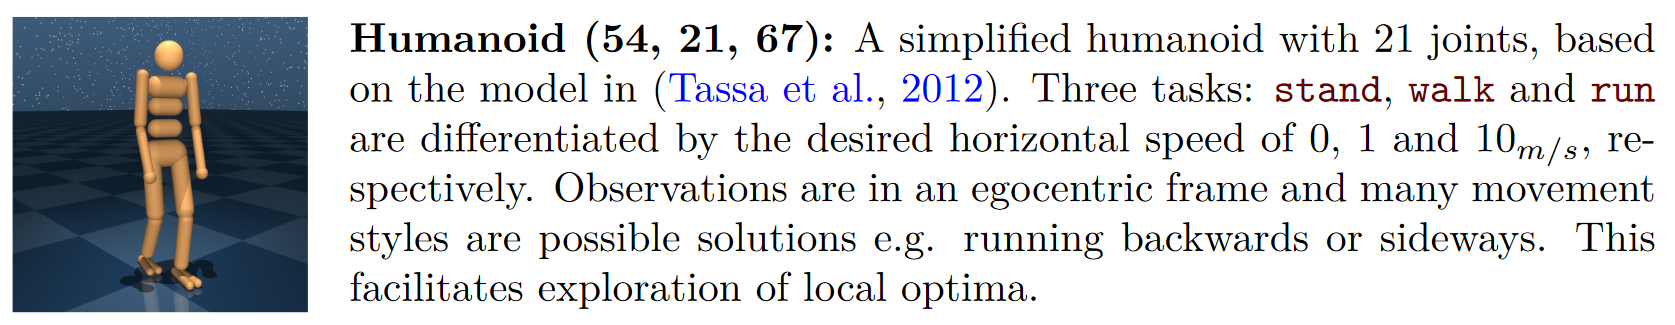 Humanoid (54, 21, 67): A simplified humanoid with 21 joints, based
on the model in (Tassa et al., 2012). Three tasks: stand, walk and run
are differentiated by the desired horizontal speed of 0, 1 and 10m/s, re-
spectively. Observations are in an egocentric frame and many movement
styles are possible solutions e.g. running backwards or sideways. This
facilitates exploration of local optima.